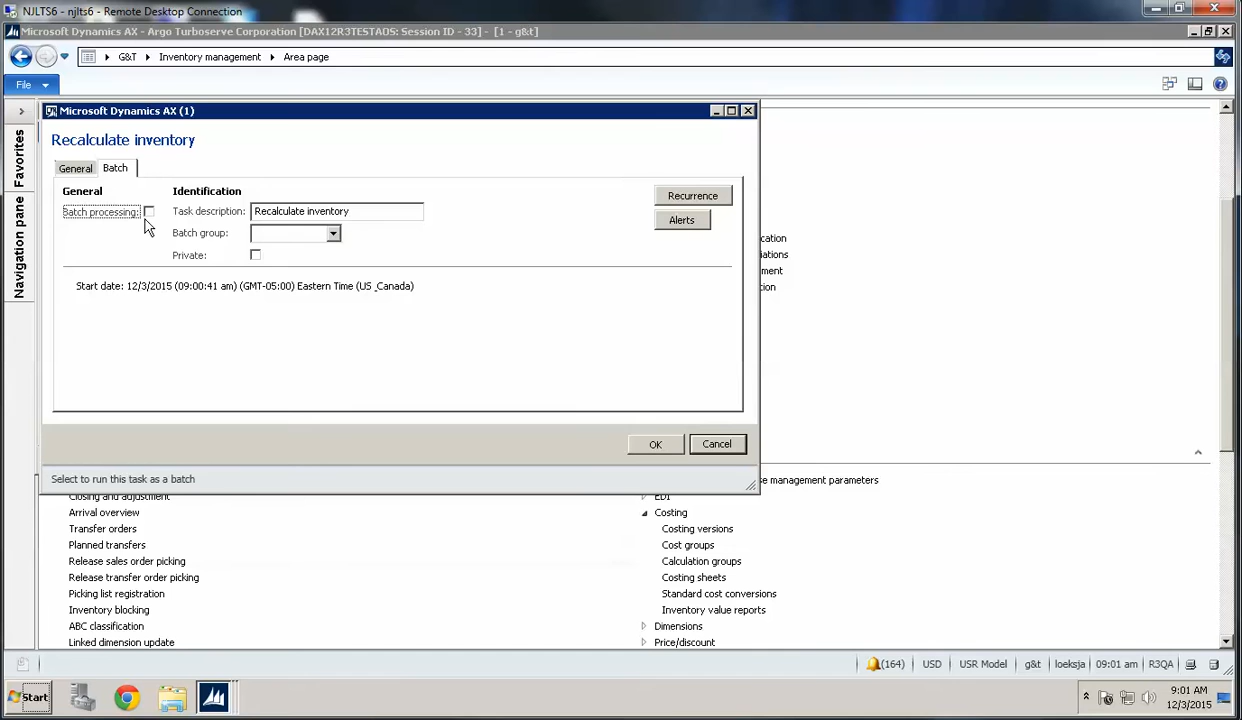 NJLTS6 - njlts6 - Remote Desktop Connection
Microsoft Dynamics AX - Argo Turboserve Corporation [DAX12R3TESTAOS: Session ID - 33] - [1 - g&t]
G&T Inventory management Area page
File
Microsoft Dynamics AX (1)
Recalculate inventory
General Batch
General Identification
Recurrence
Batch processing: Task description: Recalculate inventory
Alerts
Batch group:
Private:
Start date: 12/3/2015 (09:00:41 am) (GMT-05:00) Eastern Time (US _Canada)
OK Cancel
Select to run this task as a batch
Favorites
Navigation pane
cation
iations
ment
ion
se management parameters
Closing and adjustment
Arrival overview
Transfer orders
Planned transfers
Release sales order picking
Release transfer order picking
Picking list registration
Inventory blocking
ABC classification
Linked dimension update
EDI
Costing
Costing versions
Cost groups
Calculation groups
Costing sheets
Standard cost conversions
Inventory value reports
Dimensions
Price/discount
(164) USD USR Model g&t loeksja 09:01 am R3QA
Start
9:01 AM
12/3/2015